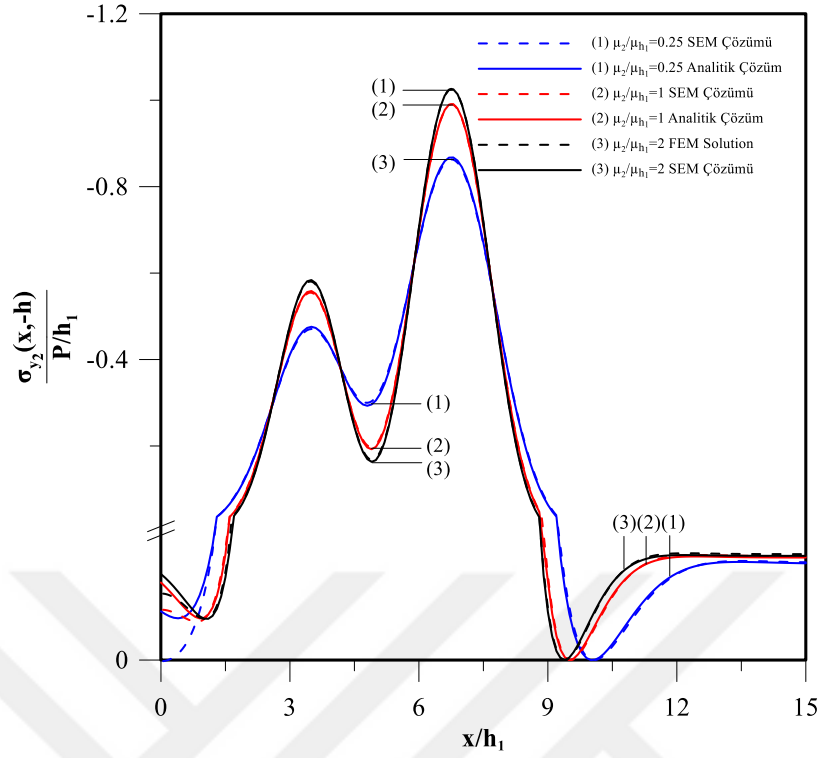 -1.2
(1) μ₂/μh₁=0.25 SEM Çözümü
(1) μ₂/μh₁=0.25 Analitik Çözüm
(2) μ₂/μh₁=1 SEM Çözümü
(2) μ₂/μh₁=1 Analitik Çözüm
(3) μ₂/μh₁=2 FEM Solution
(3) μ₂/μh₁=2 SEM Çözümü
(1)
(2)
(3)
-0.8
σy₂(x,-h)
P/h₁
-0.4
(1)
(2)
(3)
(3)(2)(1)
0
0 3 6 9 12 15
x/h₁